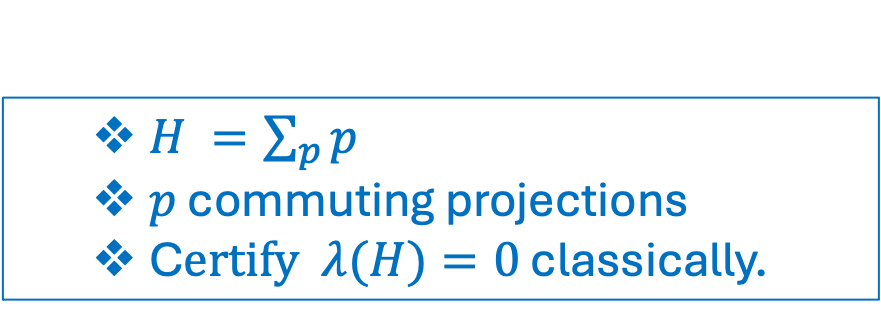 ❖ H = ∑ₚ p
❖ p commuting projections
❖ Certify λ(H) = 0 classically.